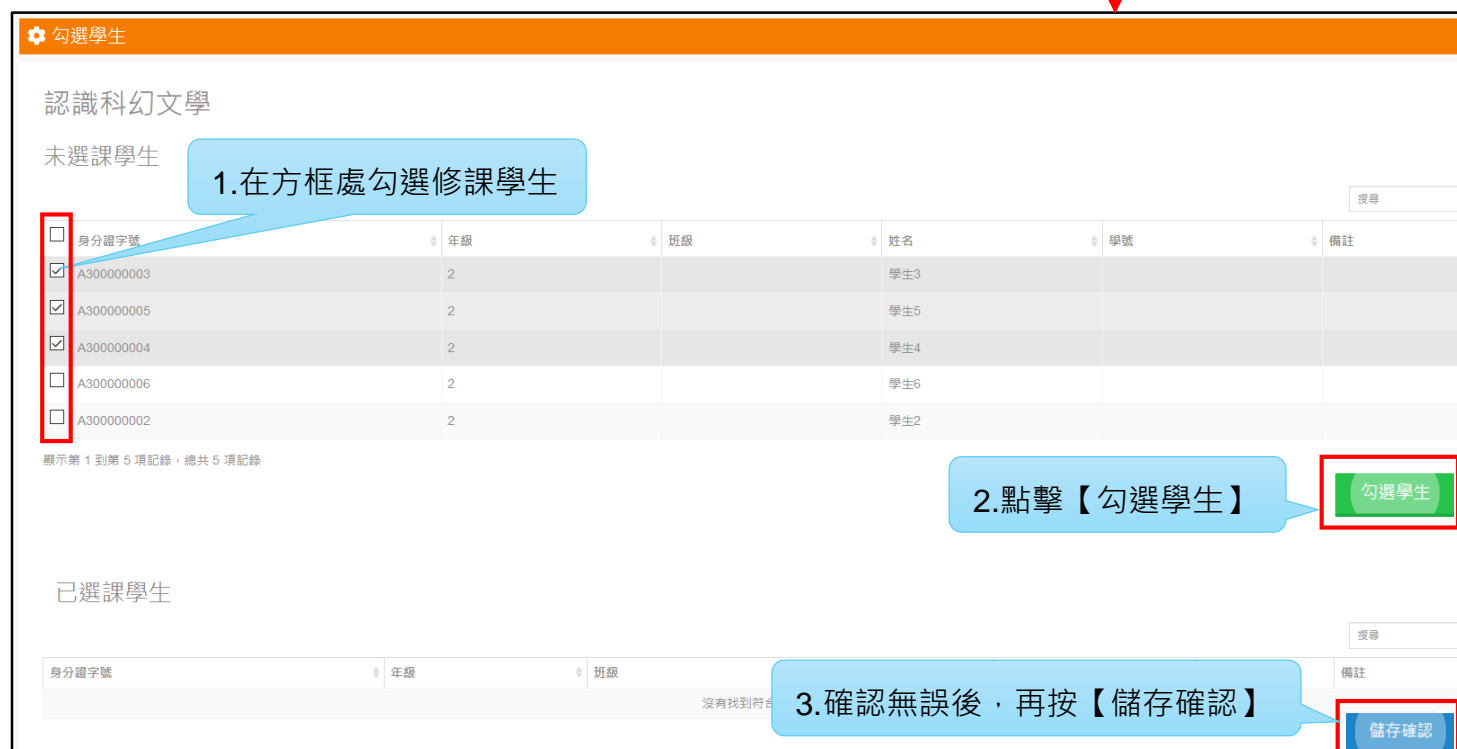 勾選學生
認識科幻文學
未選課學生
1.在方框處勾選修課學生
搜尋
身分證字號 年級 班級 姓名 學號 備註
A300000003 2 學生3
A300000005 2 學生5
A300000004 2 學生4
A300000006 2 學生6
A300000002 2 學生2
顯示第 1 到第 5 項記錄，總共 5 項記錄
2.點擊【勾選學生】
勾選學生
已選課學生
搜尋
身分證字號 年級 班級 備註
沒有找到符合
3.確認無誤後，再按【儲存確認】
儲存確認